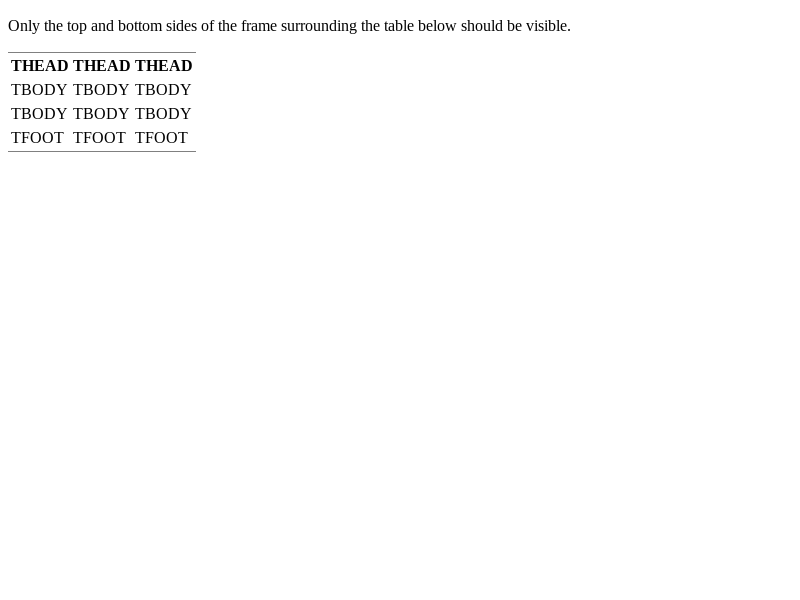 Only the top and bottom sides of the frame surrounding the table below should be visible.
THEAD THEAD THEAD
TBODY TBODY TBODY
TBODY TBODY TBODY
TFOOT TFOOT TFOOT